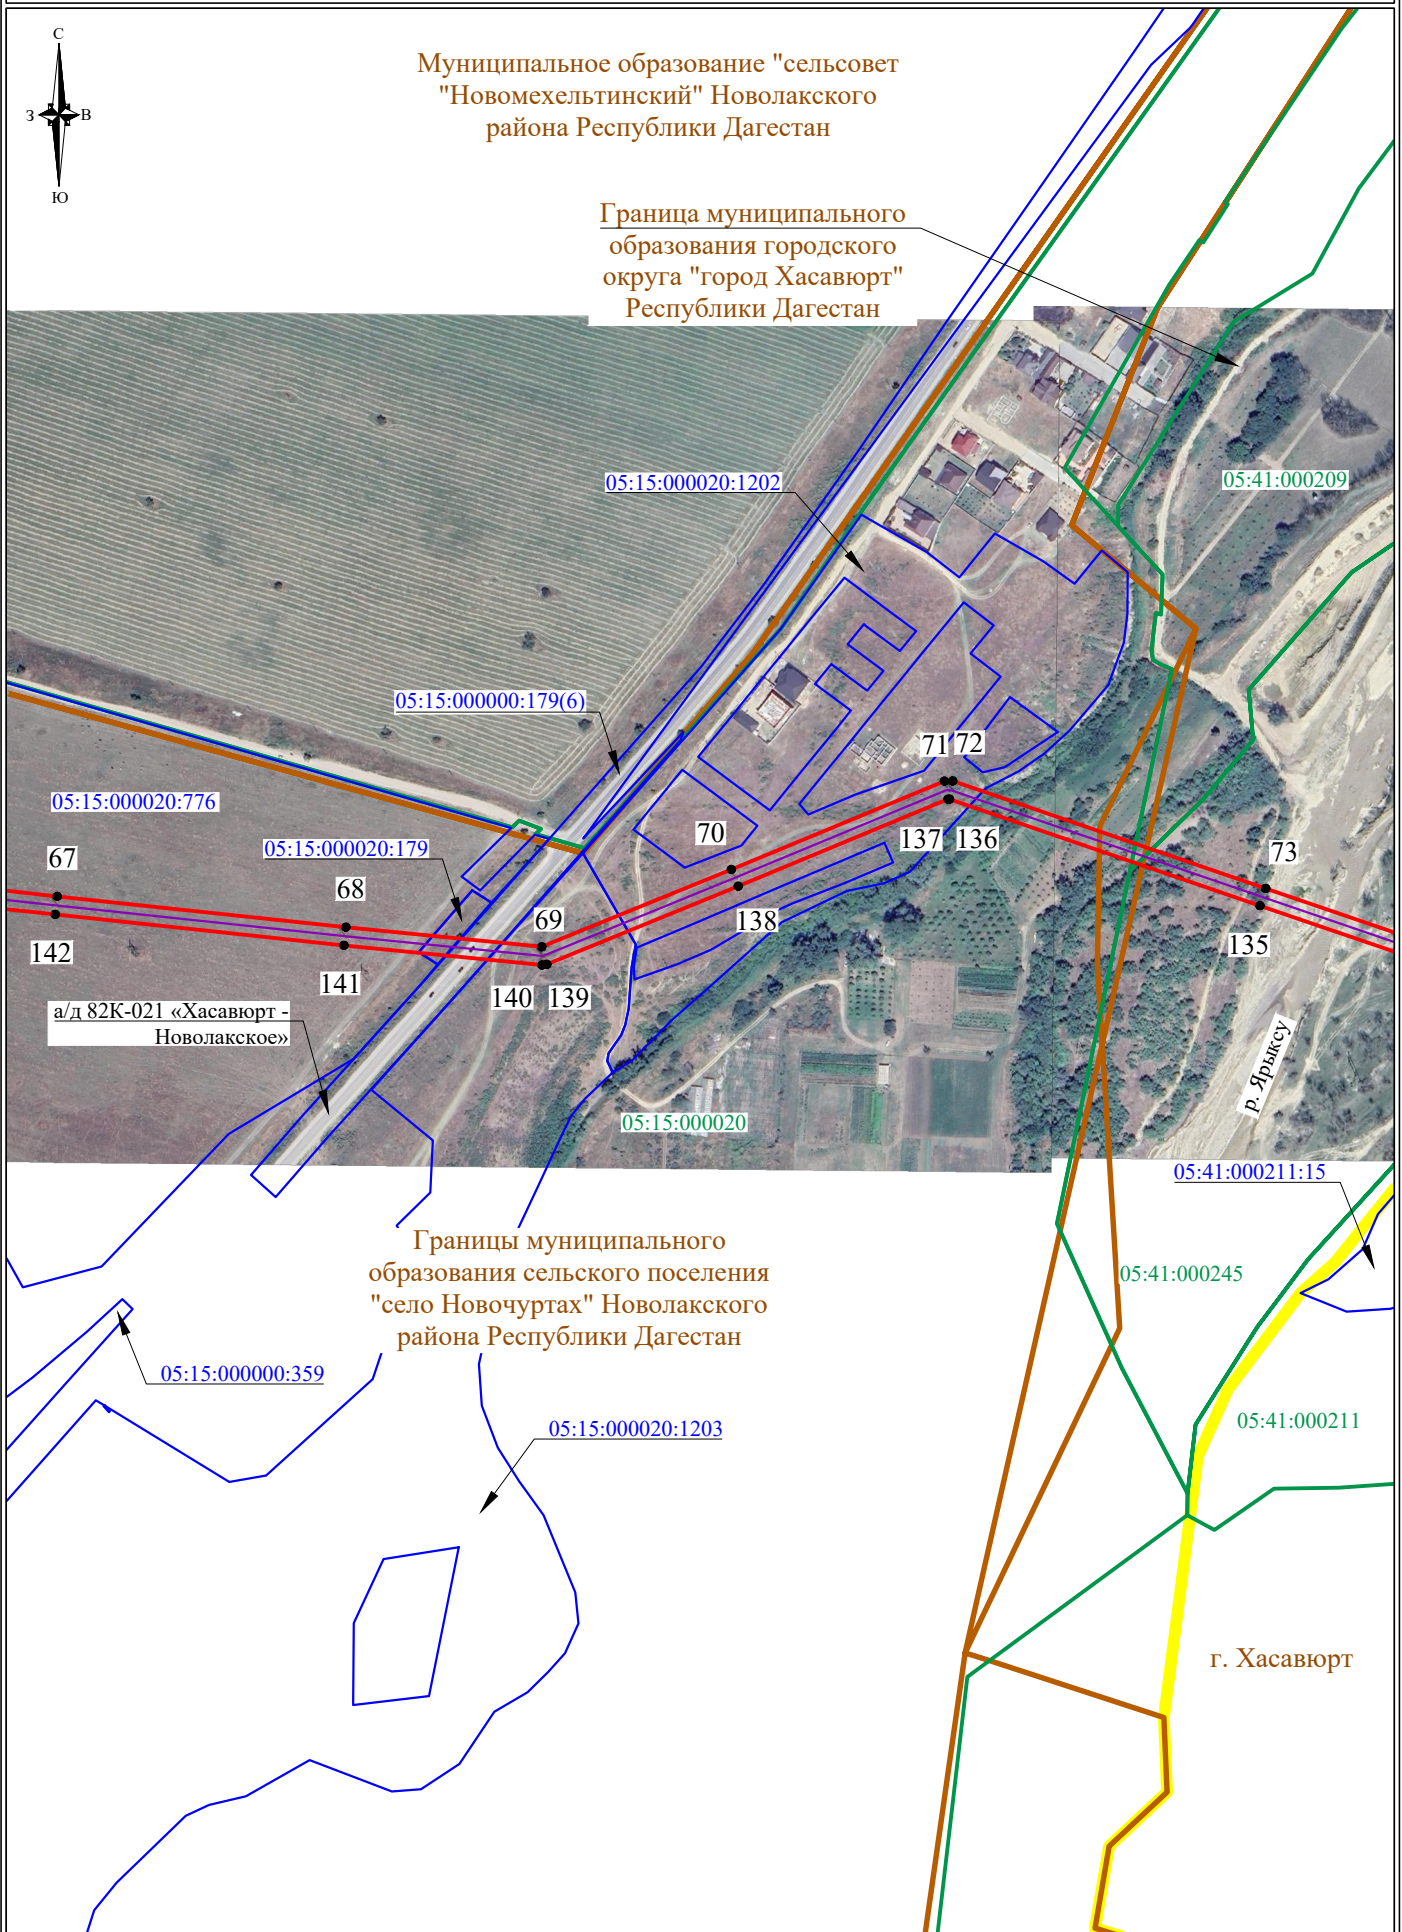 С
З
В
Ю
Муниципальное образование "сельсовет
"Новомехельтинский" Новолакского
района Республики Дагестан
Граница муниципального
образования городского
округа "город Хасавюрт"
Республики Дагестан
05:15:000020:1202
05:41:000209
05:15:000000:179(6)
71 72
05:15:000020:776
05:15:000020:179
70
137 136
67
68
73
69
138
142
141
135
140 139
а/д 82К-021 «Хасавюрт -
Новолакское»
р. Ярыксу
05:15:000020
05:41:000211:15
Границы муниципального
образования сельского поселения
"село Новочуртах" Новолакского
района Республики Дагестан
05:41:000245
05:15:000000:359
05:41:000211
05:15:000020:1203
г. Хасавюрт